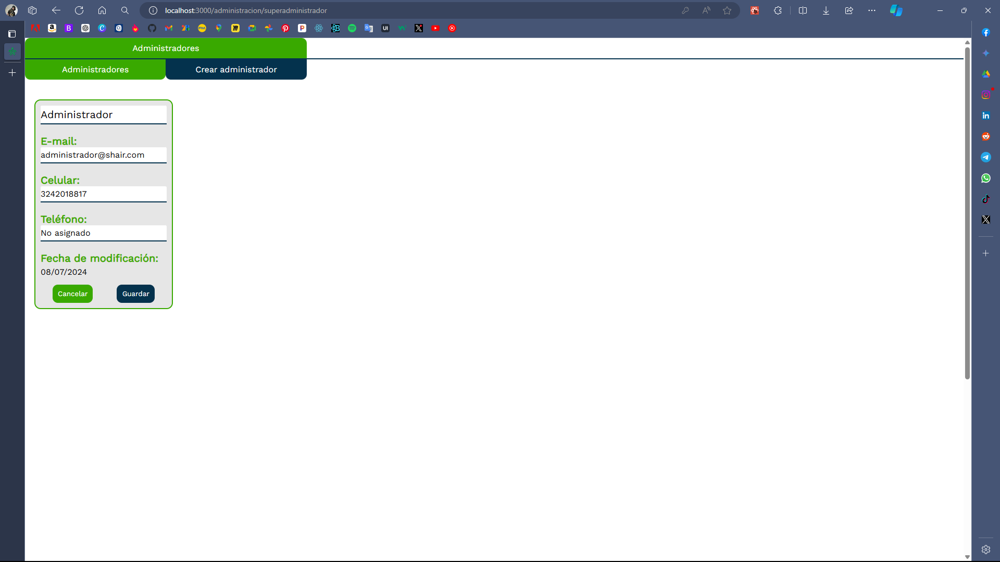 localhost:3000/administracion/superadministrador
Administradores
Administradores
Crear administrador
Administrador
E-mail:
administrador@shair.com
Celular:
3242018817
Teléfono:
No asignado
Fecha de modificación:
08/07/2024
Cancelar
Guardar